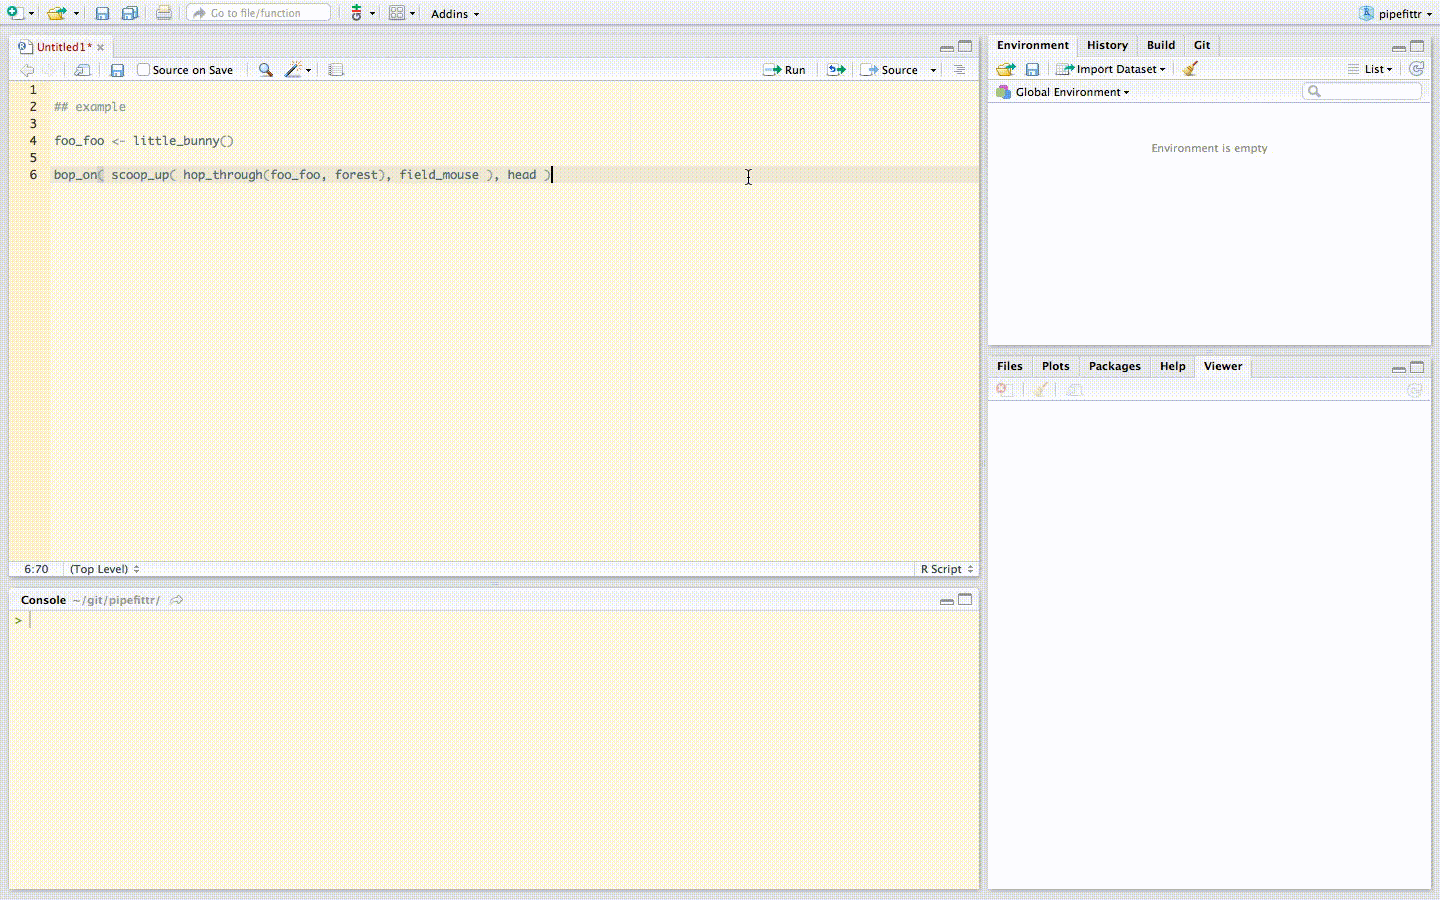 Go to file/function
Addins
pipefittr
Untitled1* ×
Source on Save
Run
Source
1
2 ## example
3
4 foo_foo <- little_bunny()
5
6 bop_on( scoop_up( hop_through(foo_foo, forest), field_mouse ), head )
6:70 (Top Level)
R Script
Console ~/git/pipefittr/
>
Environment History Build Git
Import Dataset
List
Global Environment
Environment is empty
Files Plots Packages Help Viewer